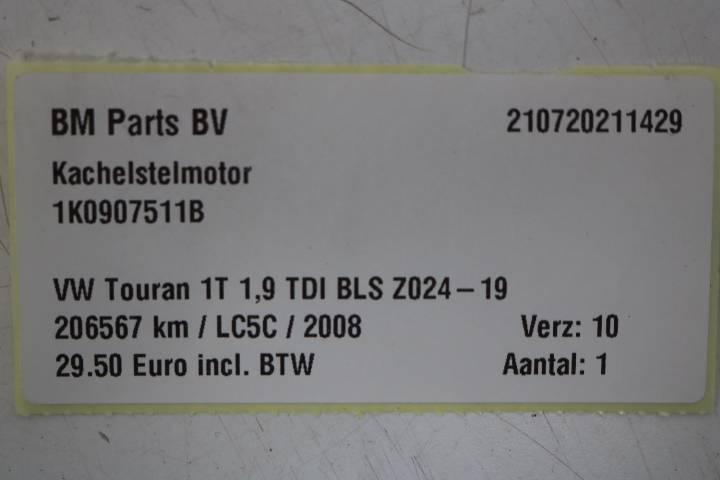 BM Parts BV 210720211429
Kachelstelmotor
1K0907511B
VW Touran 1T 1,9 TDI BLS Z024-19
206567 km / LC5C / 2008 Verz: 10
29.50 Euro incl. BTW Aantal: 1